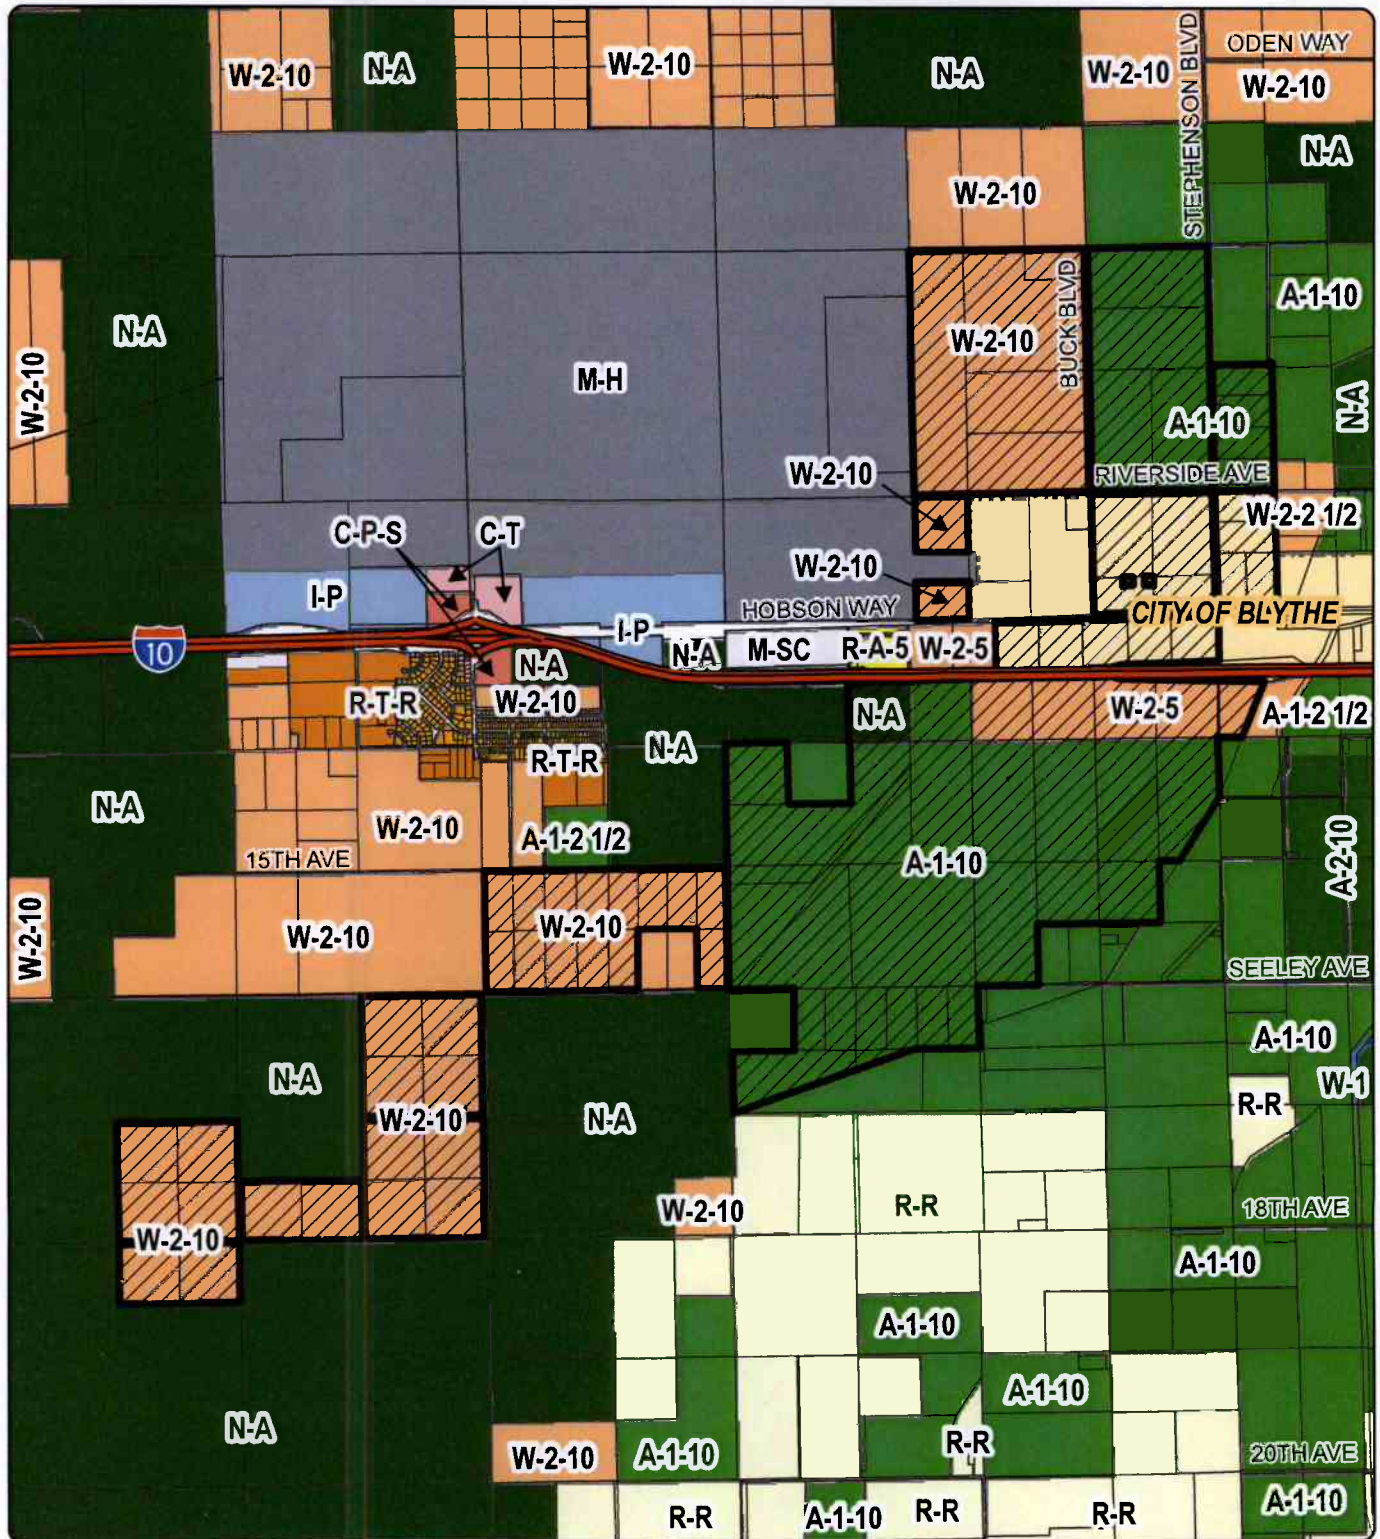 ODEN WAY
STEPHENSON BLVD
W-2-10
N-A
W-2-10
N-A
W-2-10
W-2-10
N-A
W-2-10
A-1-10
N-A
W-2-10
BUCK BLVD
W-2-10
M-H
A-1-10
N-A
W-2-10
RIVERSIDE AVE
W-2-2 1/2
C-P-S
C-T
W-2-10
I-P
HOBSON WAY
CITY OF BLYTHE
10
I-P
N-A
M-SC
R-A-5
W-2-5
N-A
R-T-R
W-2-10
N-A
W-2-5
A-1-2 1/2
N-A
R-T-R
N-A
W-2-10
A-1-2 1/2
15TH AVE
A-1-10
A-2-10
W-2-10
W-2-10
W-2-10
SEELEY AVE
A-1-10
N-A
W-1
W-2-10
N-A
R-R
W-2-10
R-R
18TH AVE
W-2-10
A-1-10
A-1-10
A-1-10
N-A
R-R
W-2-10
A-1-10
20TH AVE
R-R
A-1-10
R-R
R-R
A-1-10